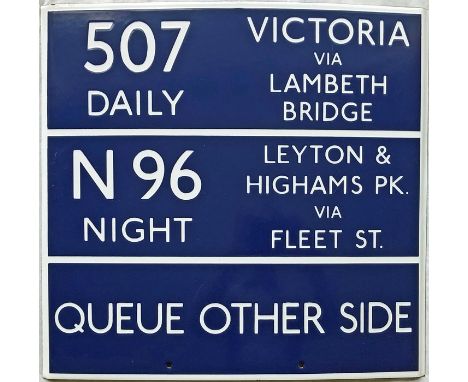 507
DAILY
VICTORIA
VIA
LAMBETH
BRIDGE
N 96
NIGHT
LEYTON &
HIGHAMS PK.
VIA
FLEET ST.
QUEUE OTHER SIDE